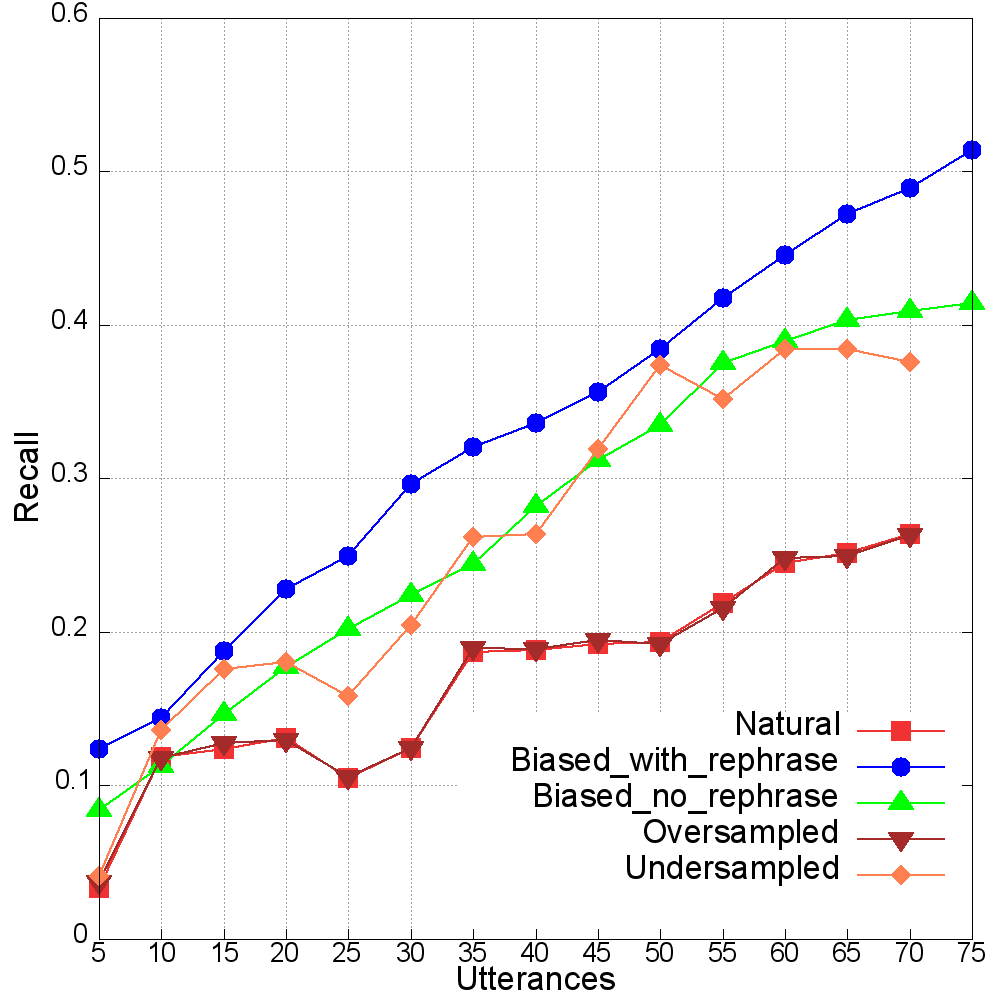 0.6
0.5
0.4
0.3
0.2
0.1
0
Recall
Natural
Biased_with_rephrase
Biased_no_rephrase
Oversampled
Undersampled
5 10 15 20 25 30 35 40 45 50 55 60 65 70 75
Utterances